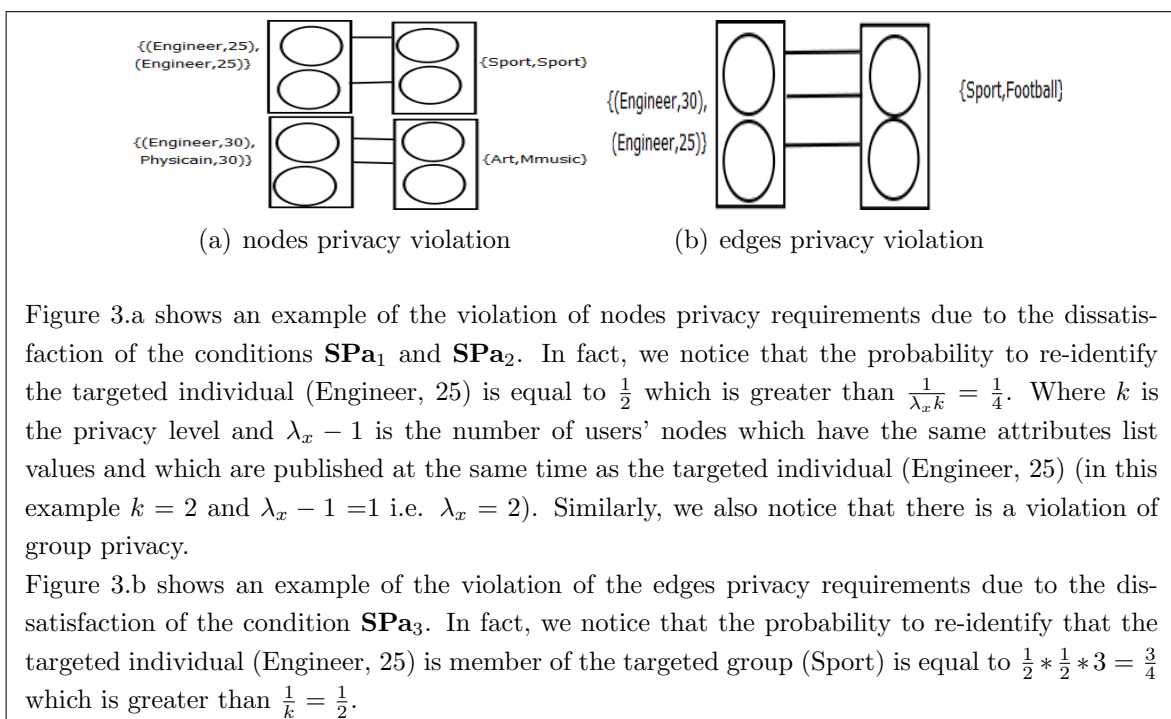 {(Engineer,25),
(Engineer,25)}
{Sport,Sport}
{(Engineer,30),
Physicain,30)}
{Art,Mmusic}
{(Engineer,30),
(Engineer,25)}
{Sport,Football}
(a) nodes privacy violation
(b) edges privacy violation
Figure 3.a shows an example of the violation of nodes privacy requirements due to the dissatis-
faction of the conditions SPa₁ and SPa₂. In fact, we notice that the probability to re-identify
the targeted individual (Engineer, 25) is equal to 1/2 which is greater than 1/(λₓk) = 1/4. Where k is
the privacy level and λₓ − 1 is the number of users' nodes which have the same attributes list
values and which are published at the same time as the targeted individual (Engineer, 25) (in this
example k = 2 and λₓ − 1 =1 i.e. λₓ = 2). Similarly, we also notice that there is a violation of
group privacy.
Figure 3.b shows an example of the violation of the edges privacy requirements due to the dis-
satisfaction of the condition SPa₃. In fact, we notice that the probability to re-identify that the
targeted individual (Engineer, 25) is member of the targeted group (Sport) is equal to 1/2 * 1/2 * 3 = 3/4
which is greater than 1/k = 1/2.